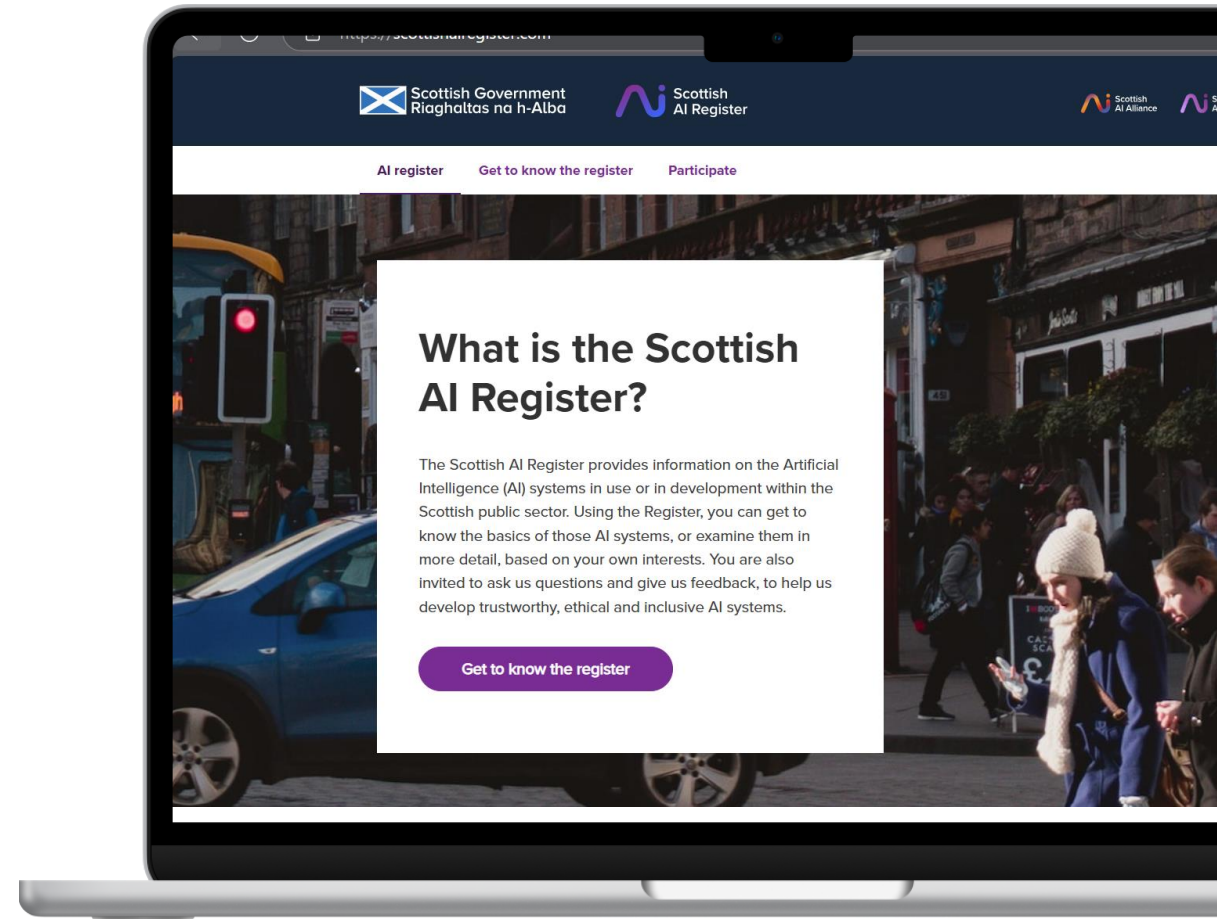 https://scottishairegister.com
Scottish Government
Riaghaltas na h-Alba
Scottish
AI Register
Scottish
AI Alliance
AI register
Get to know the register
Participate
What is the Scottish
AI Register?
The Scottish AI Register provides information on the Artificial
Intelligence (AI) systems in use or in development within the
Scottish public sector. Using the Register, you can get to
know the basics of those AI systems, or examine them in
more detail, based on your own interests. You are also
invited to ask us questions and give us feedback, to help us
develop trustworthy, ethical and inclusive AI systems.
Get to know the register
49